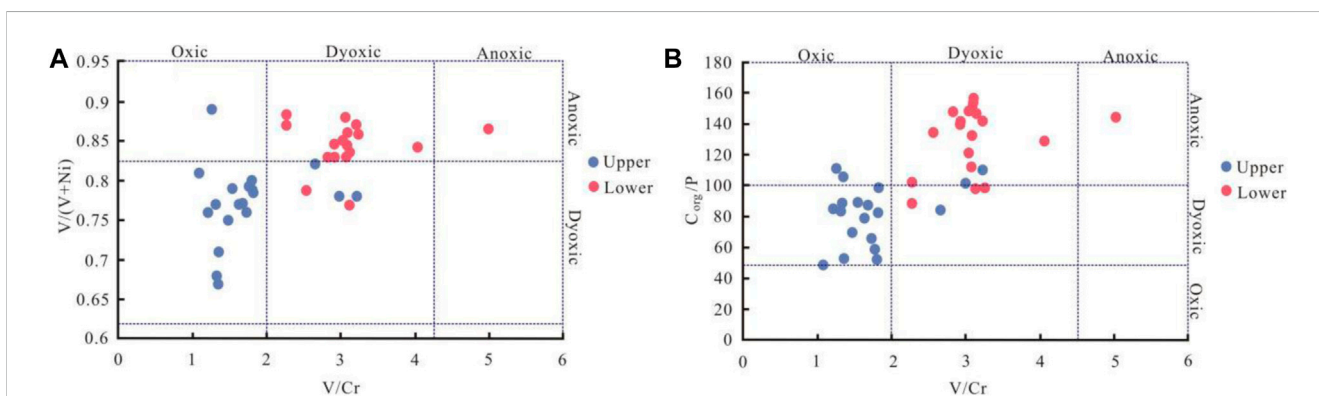 A
Oxic
Dyoxic
Anoxic
0.95
0.9
0.85
0.8
0.75
0.7
0.65
0.6
V/(V+Ni)
Anoxic
Dyoxic
0
1
2
3
4
5
6
V/Cr
Upper
Lower
B
Oxic
Dyoxic
Anoxic
180
160
140
120
100
80
60
40
20
0
Corg/P
Anoxic
Dyoxic
Oxic
0
1
2
3
4
5
6
V/Cr
Upper
Lower